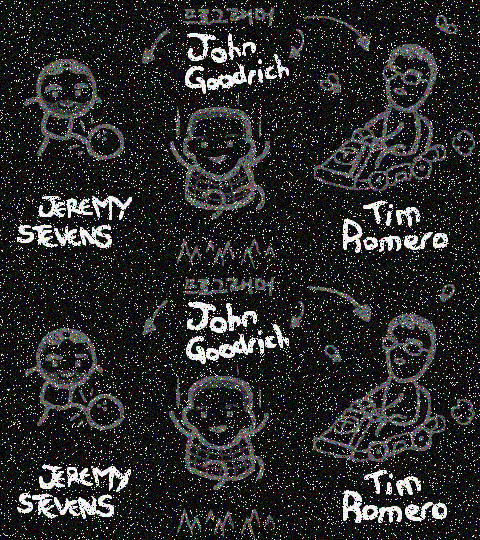 John
Goodrich
JEREMY
STEVENS
Tim
Romero
John
Goodrich
JEREMY
STEVENS
Tim
Romero